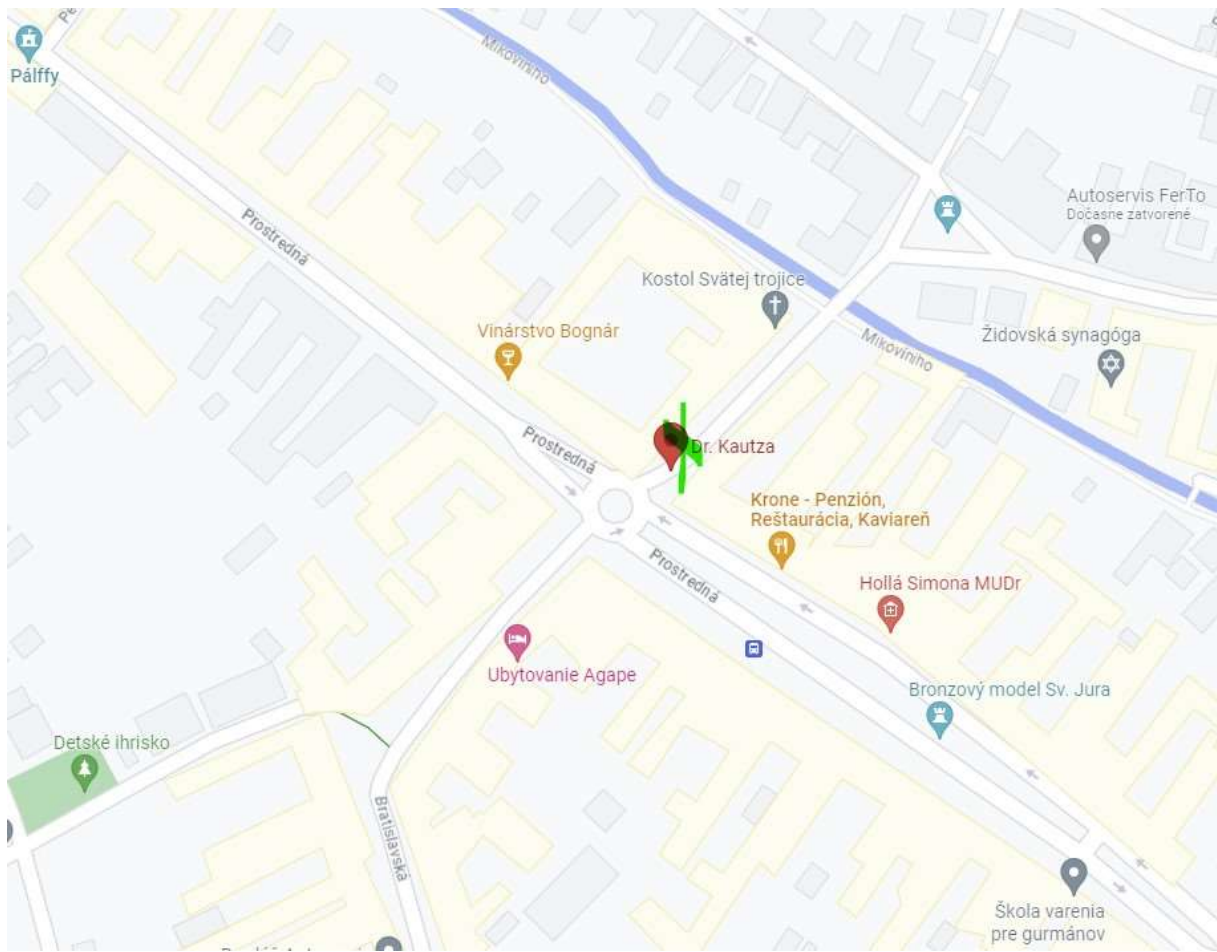 Mikovíniho
Pálffy
Autoservis FerTo
Dočasne zatvorené
Prostredná
Kostol Svätej trojice
Vinárstvo Bognár
Židovská synagóga
Mikovíniho
Prostredná
Dr. Kautza
Krone - Penzión,
Reštaurácia, Kaviareň
Prostredná
Hollá Simona MUDr
Ubytovanie Agape
Bronzový model Sv. Jura
Detské ihrisko
Bratislavská
Škola varenia
pre gurmánov